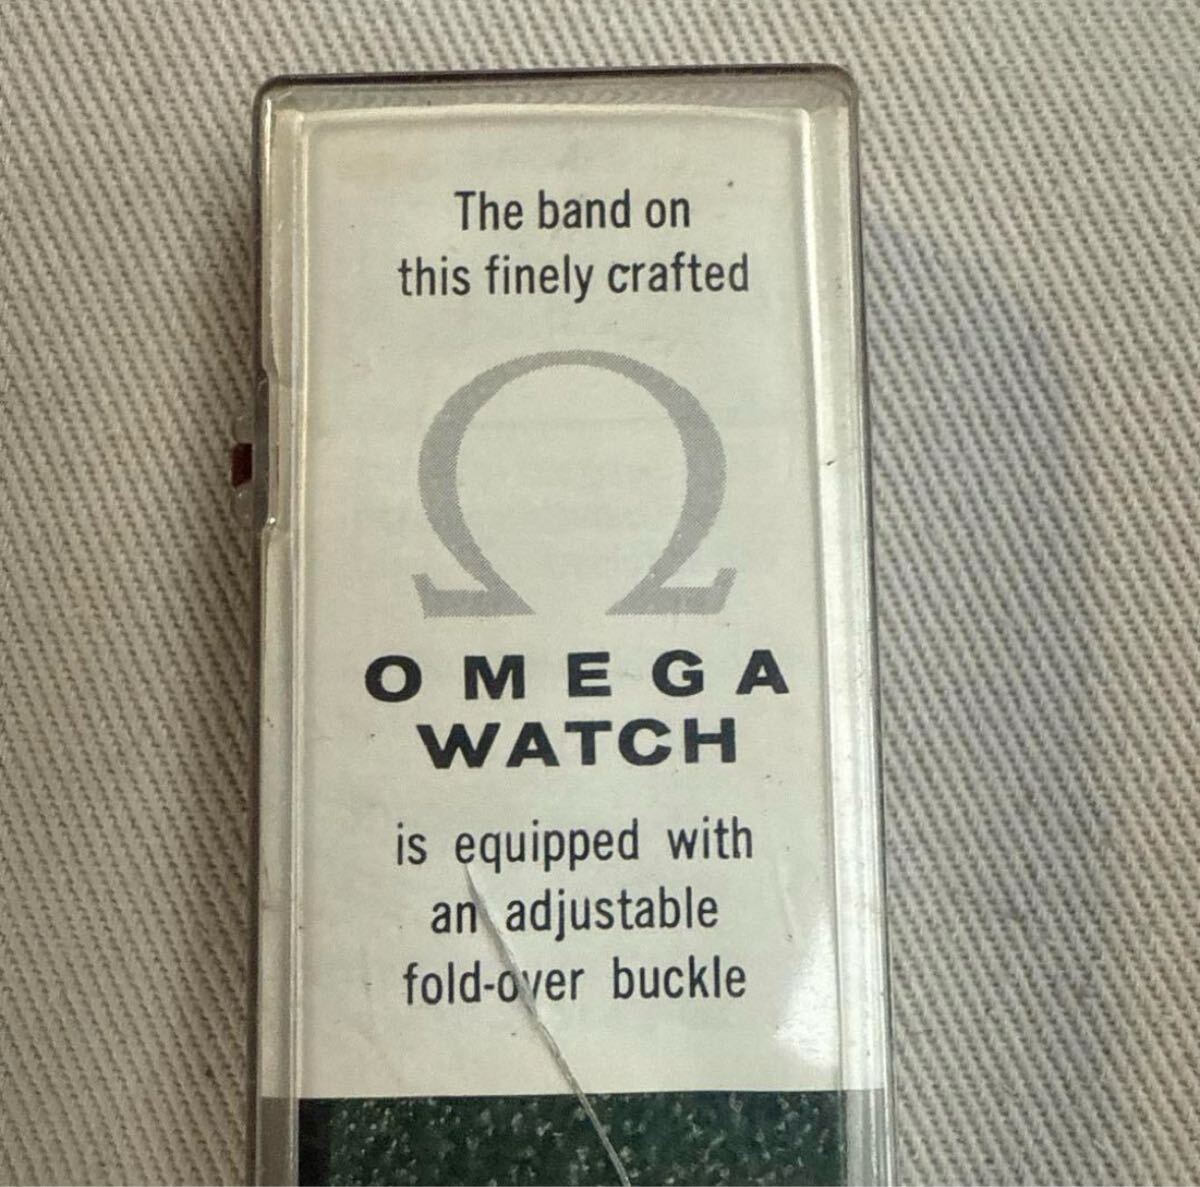 The band on
this finely crafted
Ω
OMEGA
WATCH
is equipped with
an adjustable
fold-over buckle